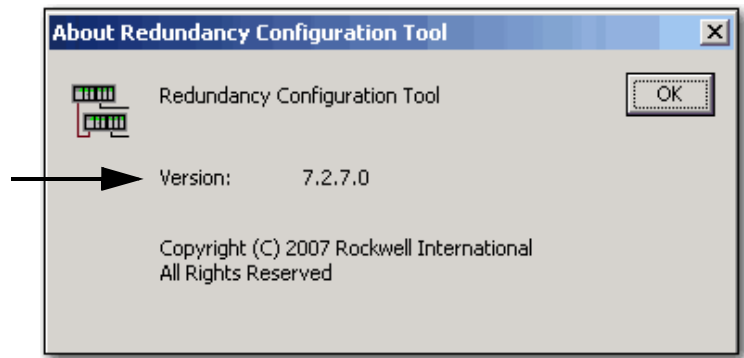 About Redundancy Configuration Tool
Redundancy Configuration Tool
OK
Version: 7.2.7.0
Copyright (C) 2007 Rockwell International
All Rights Reserved